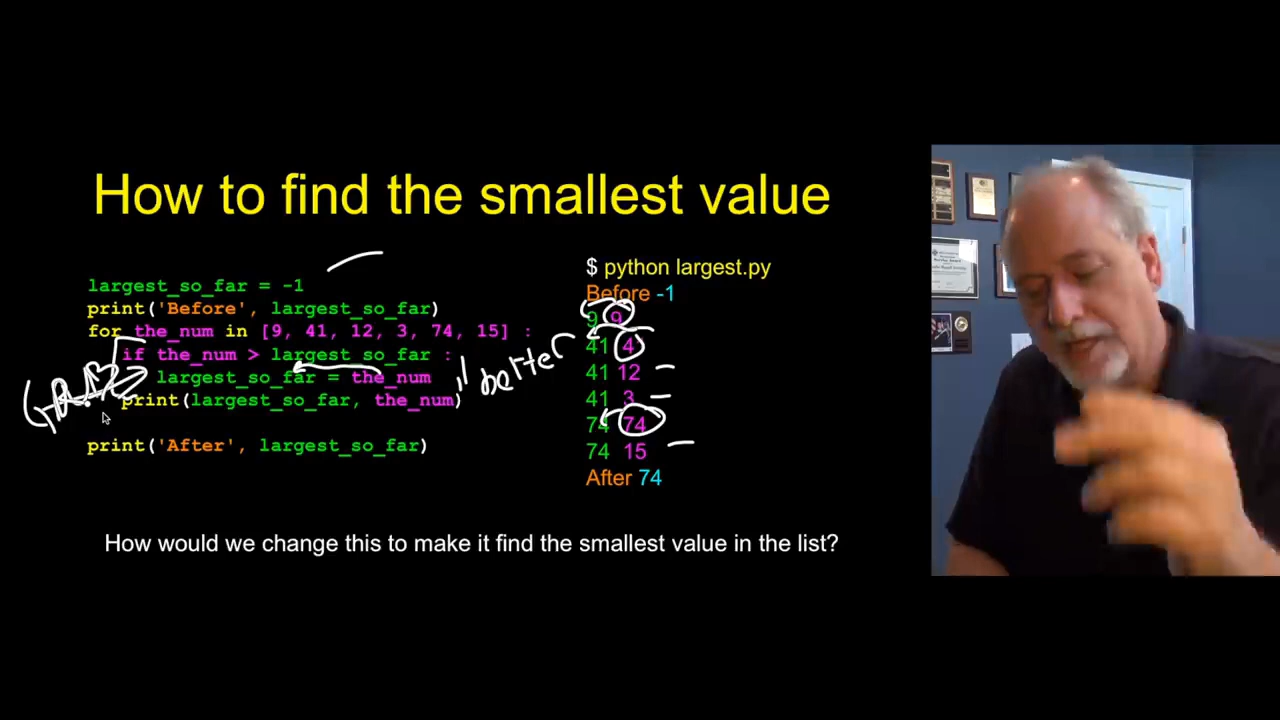 How to find the smallest value
largest_so_far = -1
print('Before', largest_so_far)
for the_num in [9, 41, 12, 3, 74, 15] :
if the_num > largest_so_far :
largest_so_far = the_num
print(largest_so_far, the_num)
print('After', largest_so_far)
better
$ python largest.py
Before -1
9 9
41 4
41 12
41 3
74 74
74 15
After 74
How would we change this to make it find the smallest value in the list?